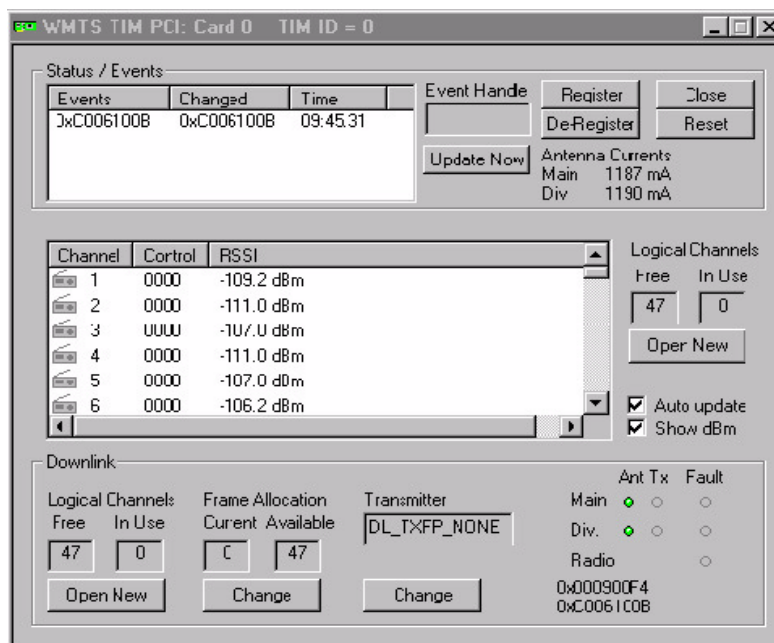 WMTS TIM PCI: Card 0 TIM ID = 0
Status / Events
Events Changed Time
0xC006100B 0xC006100B 09:45:31
Event Handle
Update Now
Register Close
De-Register Reset
Antenna Currents
Main 1187 mA
Div 1190 mA
Channel Control RSSI
1 0000 -109.2 dBm
2 0000 -111.0 dBm
3 0000 -107.0 dBm
4 0000 -111.0 dBm
5 0000 -107.0 dBm
6 0000 -106.2 dBm
Logical Channels
Free In Use
47 0
Open New
Auto update
Show dBm
Downlink
Logical Channels
Free In Use
47 0
Open New
Frame Allocation
Current Available
0 47
Change
Transmitter
DL_TXFP_NONE
Change
Ant Tx Fault
Main
Div.
Radio
0x000900F4
0xC006100B